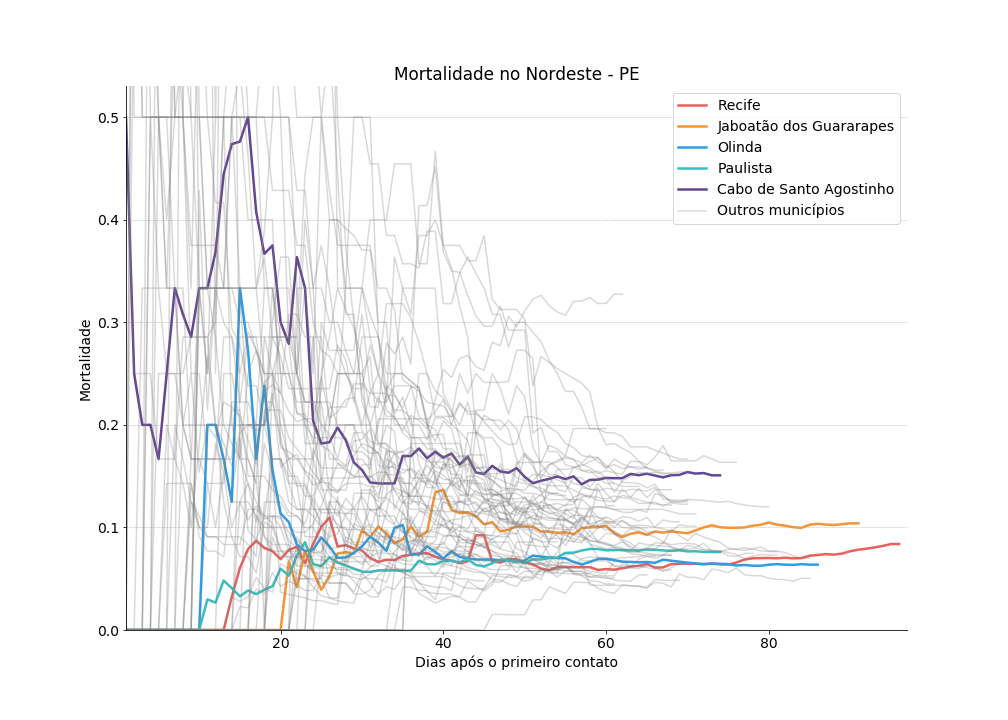 Mortalidade no Nordeste - PE
Recife
Jaboatão dos Guararapes
Olinda
Paulista
Cabo de Santo Agostinho
Outros municípios
Mortalidade
0.5
0.4
0.3
0.2
0.1
0.0
20
40
60
80
Dias após o primeiro contato